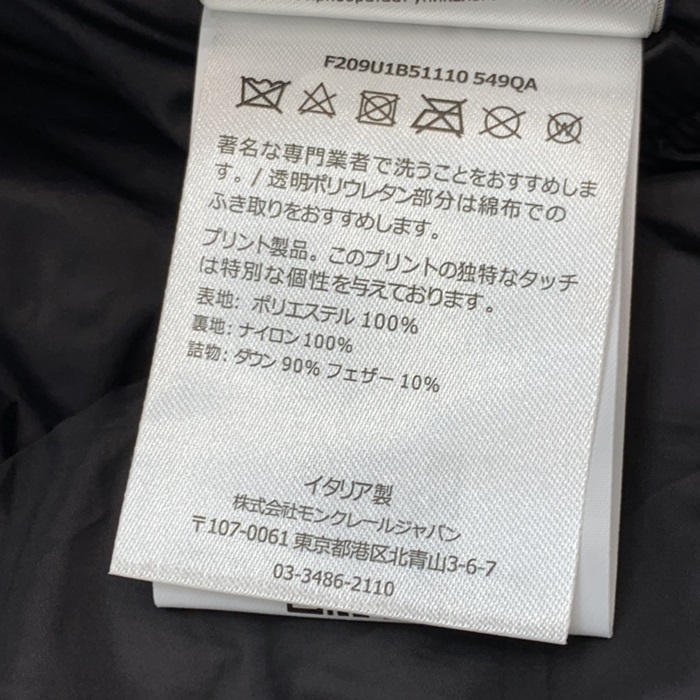 F209U1B51110 549QA
著名な専門業者で洗うことをおすすめしま
す。/ 透明ポリウレタン部分は綿布での
ふき取りをおすすめします。
プリント製品。このプリントの独特なタッチ
は特別な個性を与えております。
表地: ポリエステル 100%
裏地: ナイロン 100%
詰物: ダウン 90% フェザー 10%
イタリア製
株式会社モンクレールジャパン
〒107-0061 東京都港区北青山3-6-7
03-3486-2110